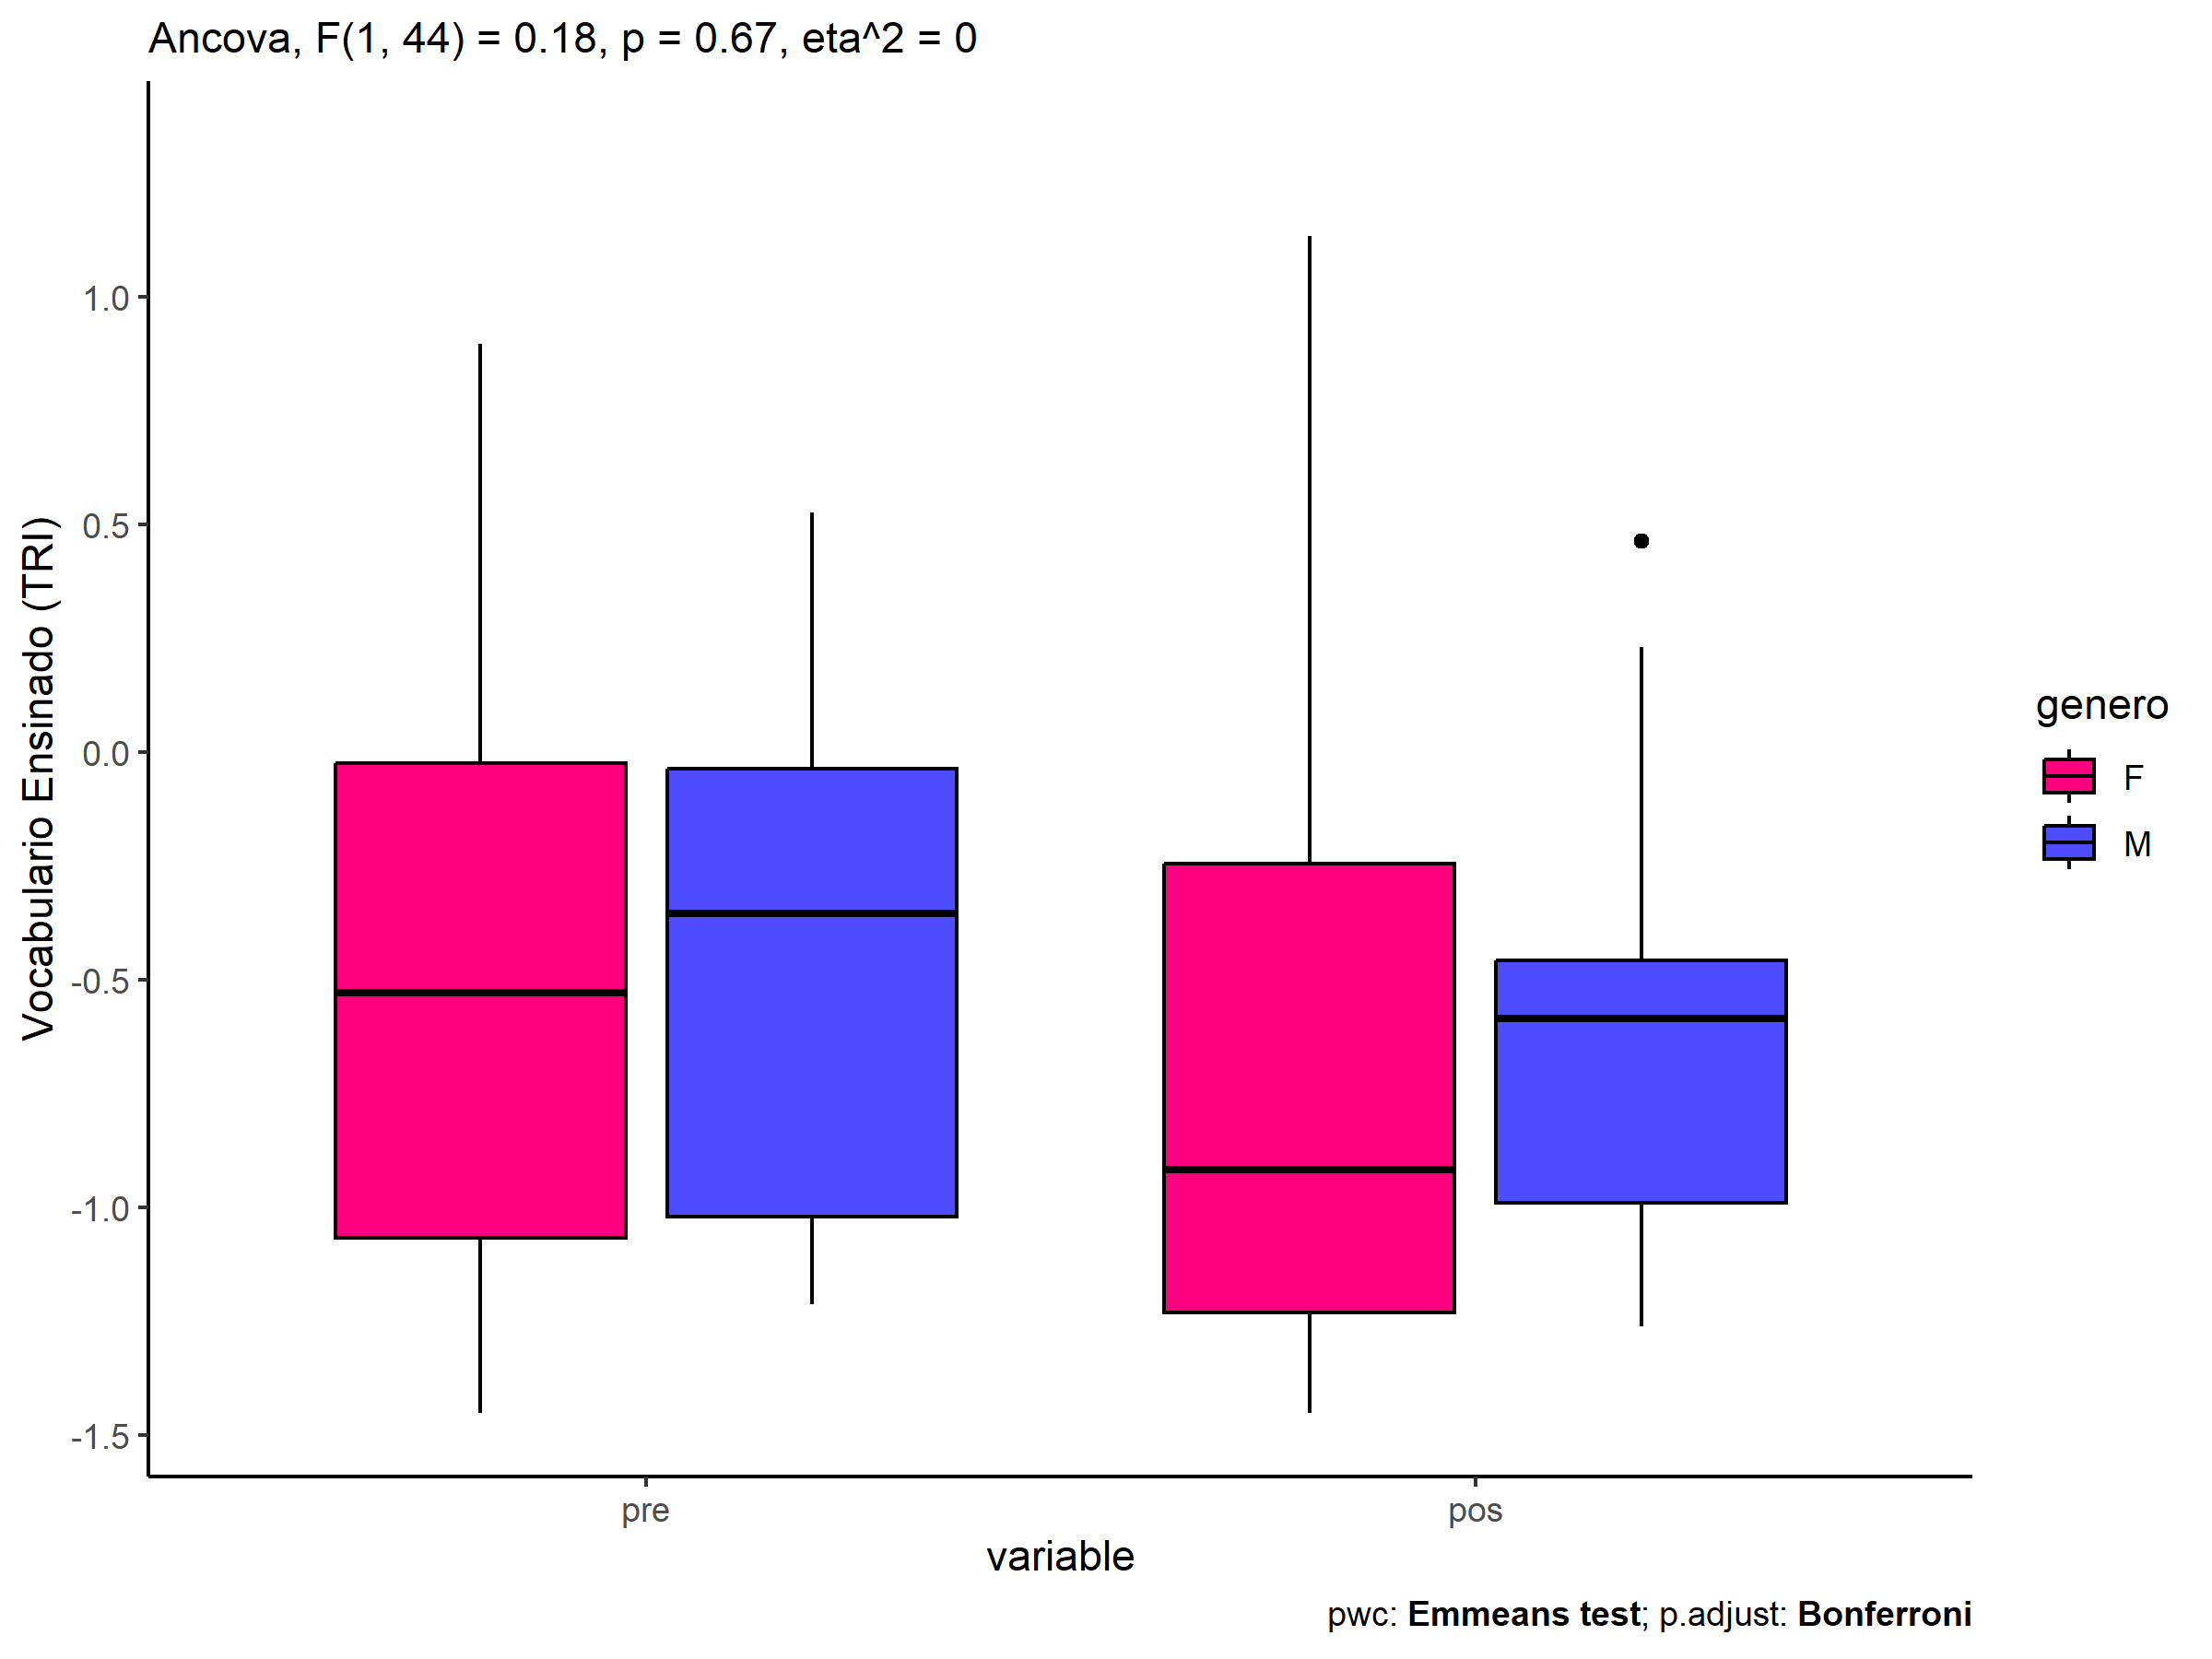 Ancova, F(1, 44) = 0.18, p = 0.67, eta^2 = 0
Vocabulario Ensinado (TRI)
1.0
0.5
0.0
-0.5
-1.0
-1.5
pre
pos
variable
genero
F
M
pwc: Emmeans test; p.adjust: Bonferroni